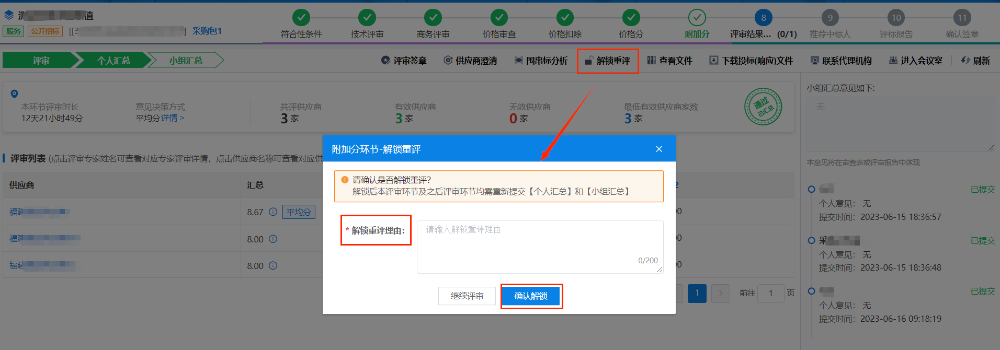 测 值
服务 公开招标 [[3 ] 采购包1
符合性条件 技术评审 商务评审 价格审查 价格扣除 价格分 附加分 8 评审结果... (0/1) 9 推荐中标人 10 评标报告 11 确认签章
评审 个人汇总 小组汇总
评审签章 供应商澄清 围串标分析 解锁重评 查看文件 下载投标(响应)文件 联系代理机构 进入会议室 刷新
本环节评审时长 意见决策方式 共评供应商 有效供应商 无效供应商 最低有效供应商家数
12天21小时49分 平均分详情 > 3 家 3 家 0 家 3 家
通过
已汇总
评审列表 (点击评审专家姓名可查看对应专家评审详情，点击供应商名称可查看对应供
供应商 汇总 2
福建 8.67 平均分 00
福建 8.00 00
福建 8.00 00
1 > 前往 1 页
附加分环节-解锁重评 ×
请确认是否解锁重评?
解锁后本评审环节及之后评审环节均需重新提交【个人汇总】和【小组汇总】
* 解锁重评理由: 请输入解锁重评理由
0/200
继续评审 确认解锁
小组汇总意见如下:
无
本意见将在审查表或评审报告中体现
已提交
个人意见： 无
提交时间：2023-06-15 18:36:57
采 已提交
个人意见： 无
提交时间：2023-06-15 18:36:48
已提交
个人意见： 无
提交时间：2023-06-16 09:18:19